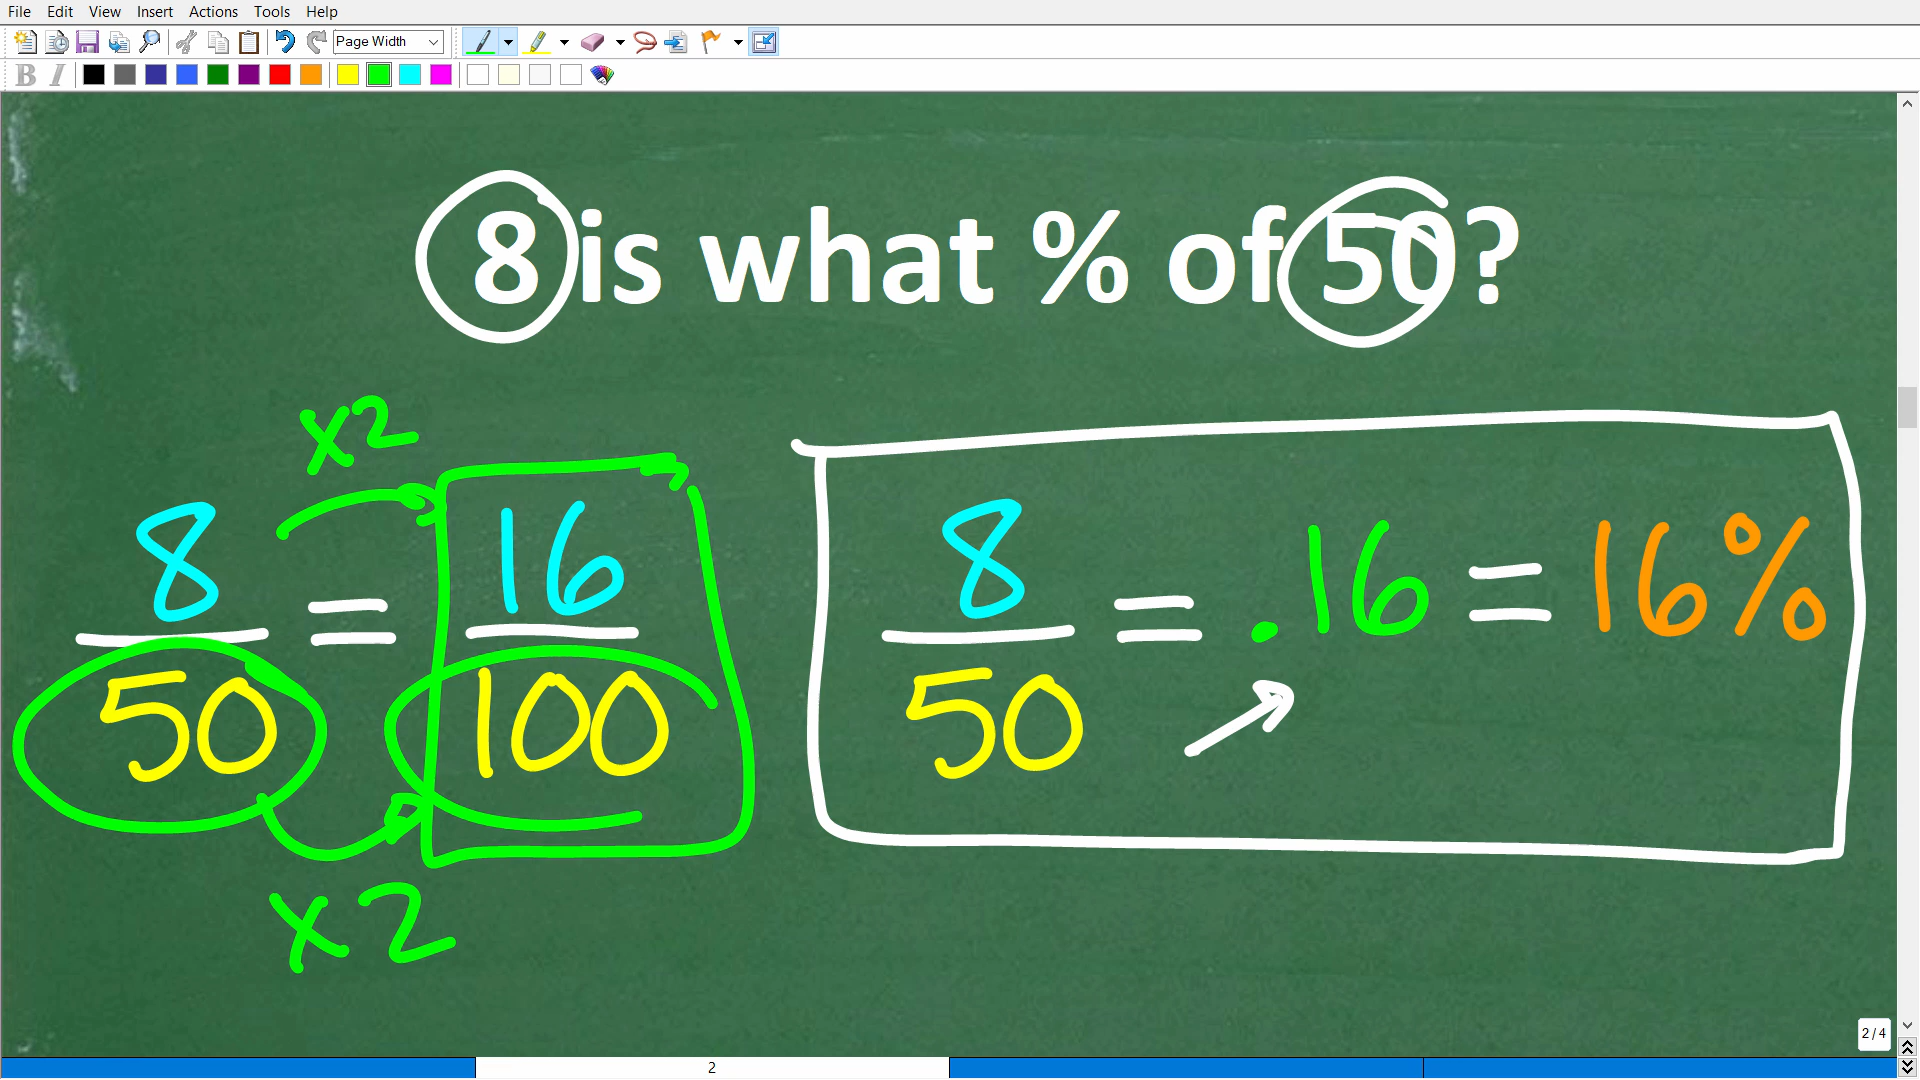 File Edit View Insert Actions Tools Help
Page Width
B I
8 is what % of 50?
x2
8/50 = 16/100
x2
8/50 = .16 = 16%
2 / 4
2